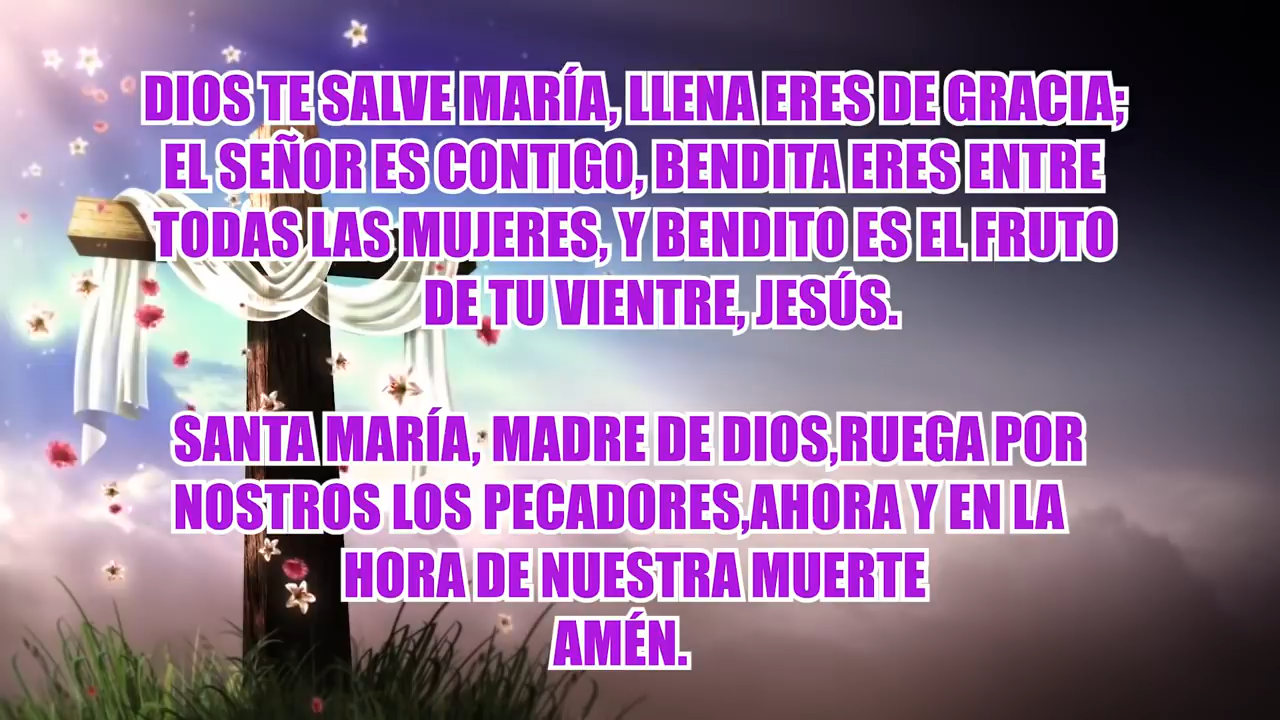 DIOS TE SALVE MARÍA, LLENA ERES DE GRACIA;
EL SEÑOR ES CONTIGO, BENDITA ERES ENTRE
TODAS LAS MUJERES, Y BENDITO ES EL FRUTO
DE TU VIENTRE, JESÚS.
SANTA MARÍA, MADRE DE DIOS,RUEGA POR
NOSTROS LOS PECADORES,AHORA Y EN LA
HORA DE NUESTRA MUERTE
AMÉN.